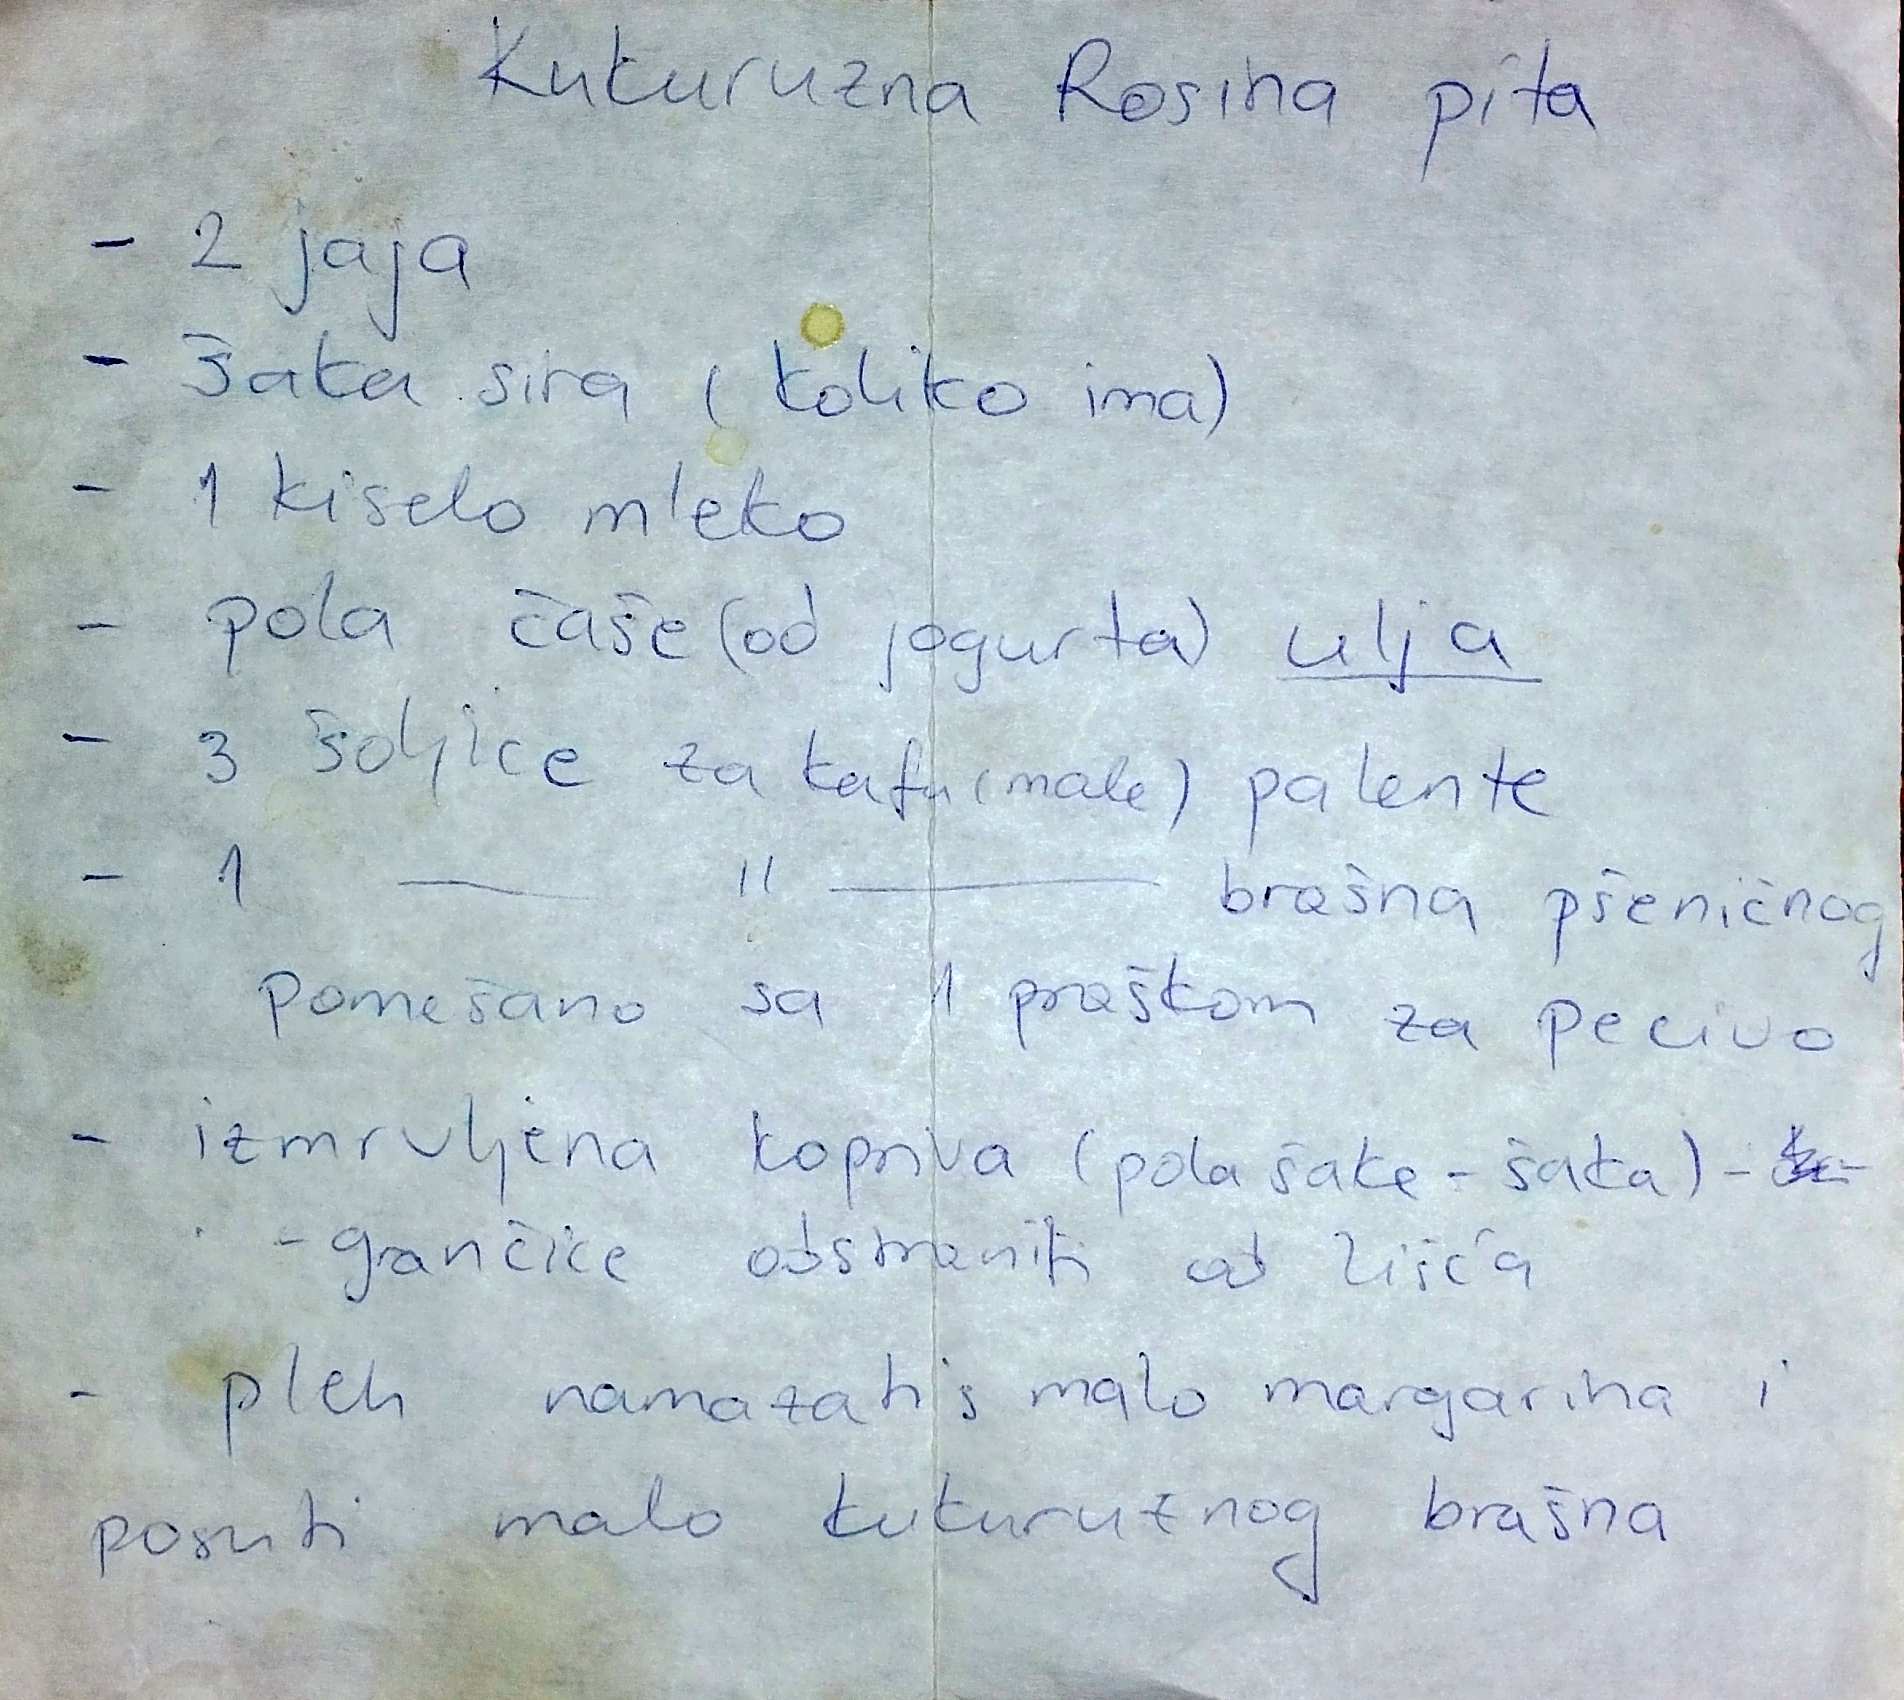 Kukuruzna Rosina pita
- 2 jaja
- šaka sira (koliko ima)
- 1 kiselo mleko
- pola čaše (od jogurta) ulja
- 3 šoljice za kafu (male) palente
- 1 —— " —— brašna pšeničnog
pomešano sa 1 praškom za pecivo
- izmrvljena kopriva (pola šake - šaka) -
- grančice odstraniti od lišća
- pleh namazati s malo margarina i
posuti malo kukuruznog brašna